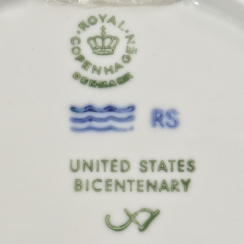 ROYAL
COPENHAGEN
DENMARK
RS
UNITED STATES
BICENTENARY